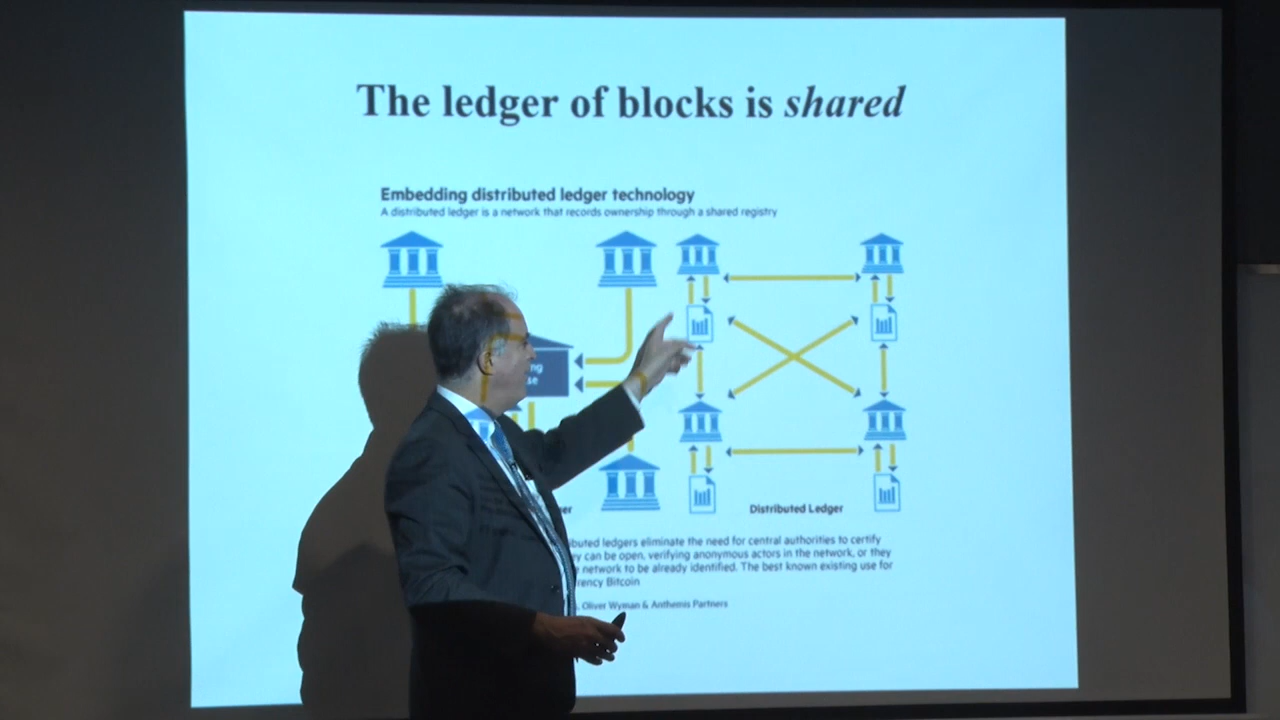 The ledger of blocks is shared
Embedding distributed ledger technology
A distributed ledger is a network that records ownership through a shared registry
Distributed Ledger
ledgers eliminate the need for central authorities to certify
can be open, verifying anonymous actors in the network, or they
network to be already identified. The best known existing use for
Bitcoin
Oliver Wyman & Anthemis Partners